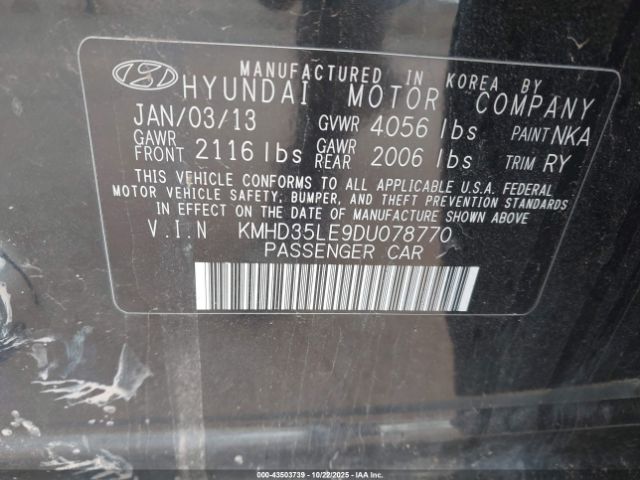 MANUFACTURED IN KOREA BY
HYUNDAI MOTOR COMPANY
JAN/03/13 GVWR 4056 lbs PAINT NKA
GAWR FRONT 2116 lbs GAWR REAR 2006 lbs TRIM RY
THIS VEHICLE CONFORMS TO ALL APPLICABLE U.S.A. FEDERAL
MOTOR VEHICLE SAFETY, BUMPER, AND THEFT PREVENTION STANDARDS
IN EFFECT ON THE DATE OF MANUFACTURE SHOWN ABOVE
V.I.N KMHD35LE9DU078770
PASSENGER CAR
000-43503739 - 10/22/2025 - © Copyright 2025 IAA, LLC